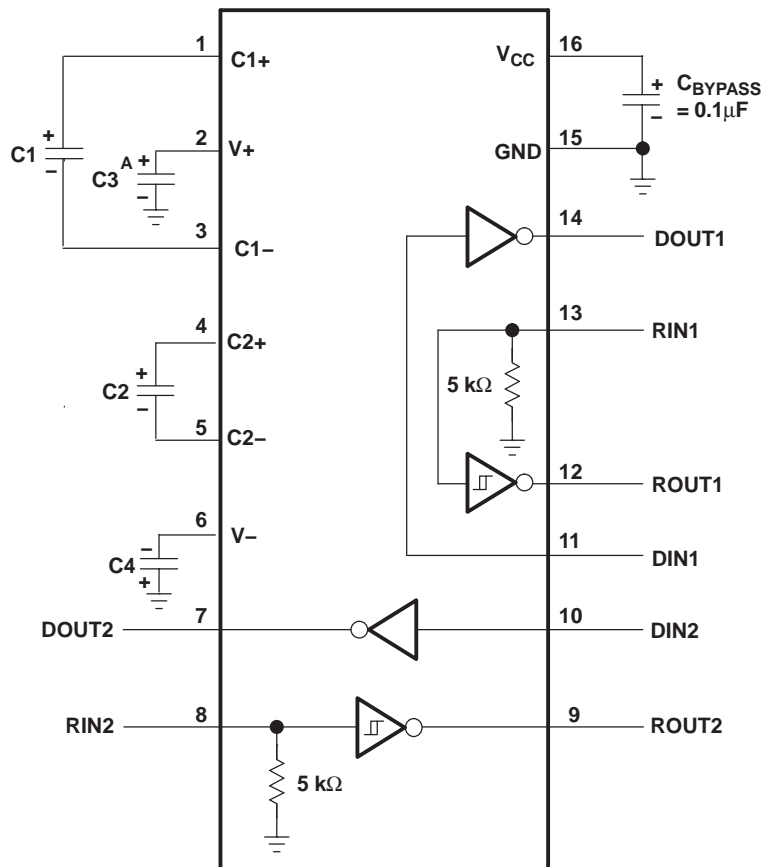 1
C1+
VCC
16
+
CBYPASS
–
= 0.1µF
+
C1
–
2
V+
A
+
C3
–
GND
15
3
C1–
14
DOUT1
4
C2+
13
RIN1
+
C2
–
5 kΩ
5
C2–
12
ROUT1
6
V–
–
C4
+
11
DIN1
DOUT2
7
10
DIN2
RIN2
8
9
ROUT2
5 kΩ